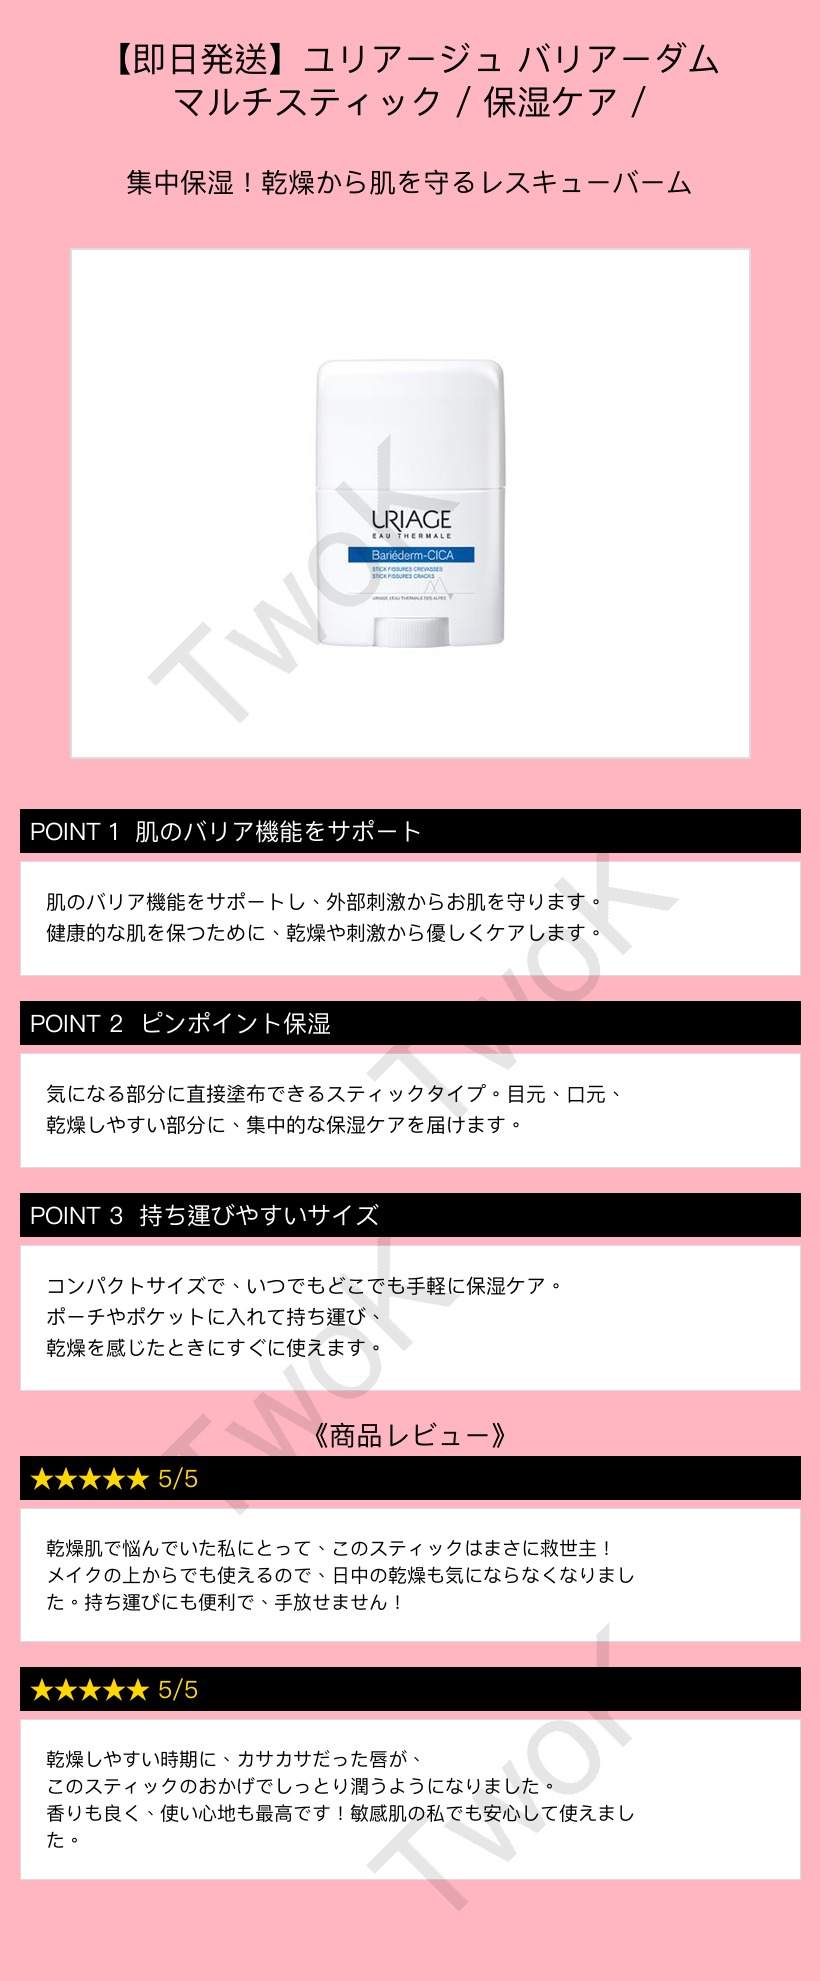 【即日発送】ユリアージュ バリアーダム
マルチスティック / 保湿ケア /
集中保湿！乾燥から肌を守るレスキューバーム
URIAGE
EAU THERMALE
Bariéderm-CICA
STICK FISSURES CREVASSES
STICK FISSURES CRACKS
URIAGE, L'EAU THERMALE DES ALPES
TwoK
POINT 1 肌のバリア機能をサポート
肌のバリア機能をサポートし、外部刺激からお肌を守ります。
健康的な肌を保つために、乾燥や刺激から優しくケアします。
TwoK
POINT 2 ピンポイント保湿
気になる部分に直接塗布できるスティックタイプ。目元、口元、
乾燥しやすい部分に、集中的な保湿ケアを届けます。
POINT 3 持ち運びやすいサイズ
コンパクトサイズで、いつでもどこでも手軽に保湿ケア。
ポーチやポケットに入れて持ち運び、
乾燥を感じたときにすぐに使えます。
TwoK
《商品レビュー》
★★★★★ 5/5
乾燥肌で悩んでいた私にとって、このスティックはまさに救世主！
メイクの上からでも使えるので、日中の乾燥も気にならなくなりまし
た。持ち運びにも便利で、手放せません！
★★★★★ 5/5
乾燥しやすい時期に、カサカサだった唇が、
このスティックのおかげでしっとり潤うようになりました。
香りも良く、使い心地も最高です！敏感肌の私でも安心して使えまし
た。
TwoK